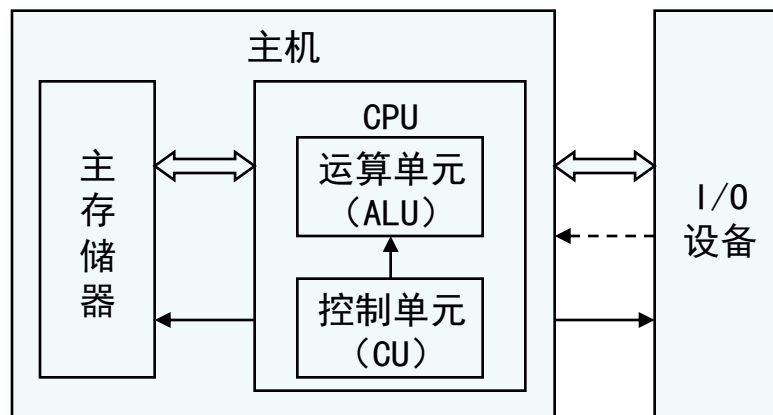 主机
主存储器
CPU
运算单元
（ALU）
控制单元
（CU）
I/O
设备